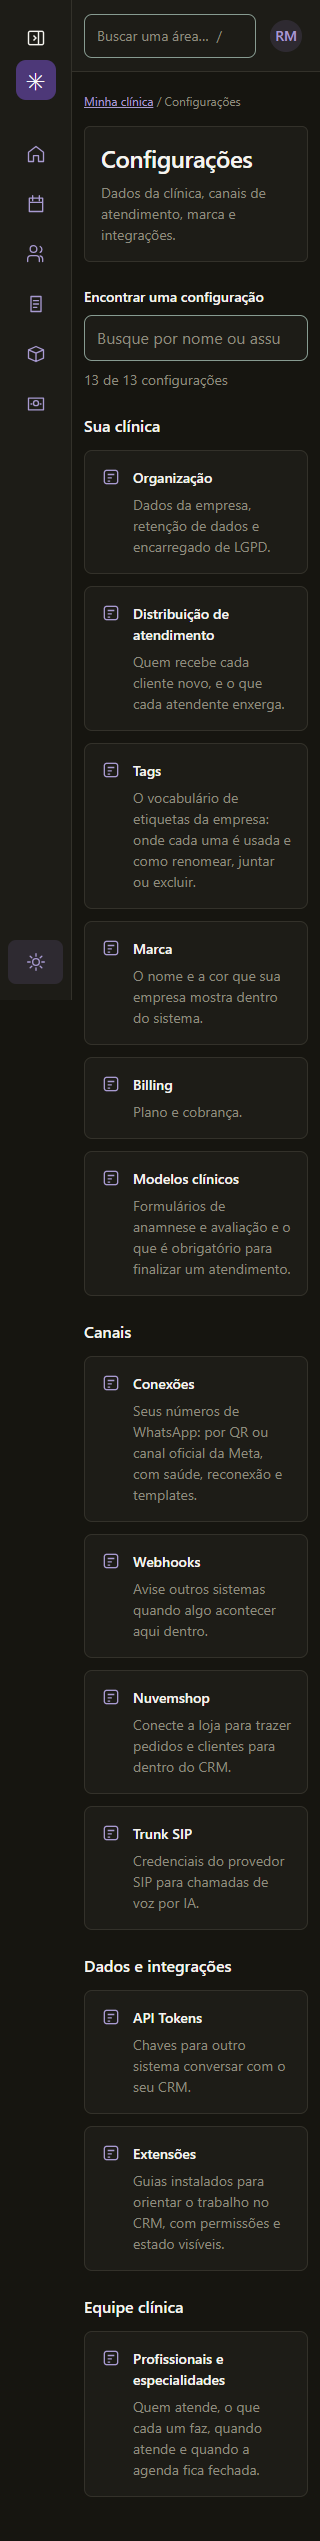 Buscar uma área... /
RM
Minha clínica / Configurações
Configurações
Dados da clínica, canais de
atendimento, marca e
integrações.
Encontrar uma configuração
Busque por nome ou assu
13 de 13 configurações
Sua clínica
Organização
Dados da empresa,
retenção de dados e
encarregado de LGPD.
Distribuição de
atendimento
Quem recebe cada
cliente novo, e o que
cada atendente enxerga.
Tags
O vocabulário de
etiquetas da empresa:
onde cada uma é usada e
como renomear, juntar
ou excluir.
Marca
O nome e a cor que sua
empresa mostra dentro
do sistema.
Billing
Plano e cobrança.
Modelos clínicos
Formulários de
anamnese e avaliação e o
que é obrigatório para
finalizar um atendimento.
Canais
Conexões
Seus números de
WhatsApp: por QR ou
canal oficial da Meta,
com saúde, reconexão e
templates.
Webhooks
Avise outros sistemas
quando algo acontecer
aqui dentro.
Nuvemshop
Conecte a loja para trazer
pedidos e clientes para
dentro do CRM.
Trunk SIP
Credenciais do provedor
SIP para chamadas de
voz por IA.
Dados e integrações
API Tokens
Chaves para outro
sistema conversar com o
seu CRM.
Extensões
Guias instalados para
orientar o trabalho no
CRM, com permissões e
estado visíveis.
Equipe clínica
Profissionais e
especialidades
Quem atende, o que
cada um faz, quando
atende e quando a
agenda fica fechada.